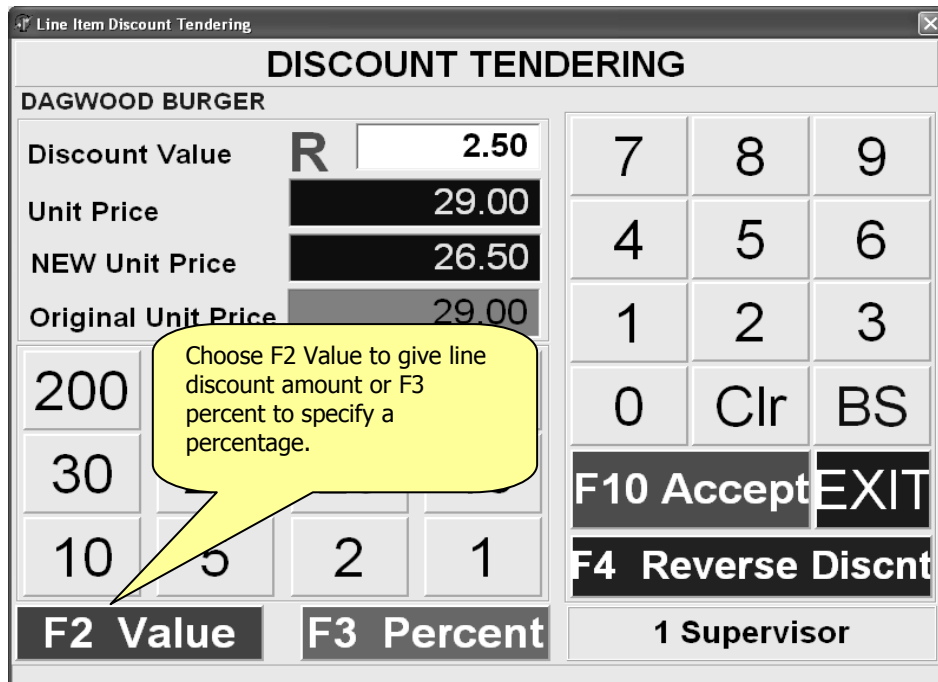 Line Item Discount Tendering
DISCOUNT TENDERING
DAGWOOD BURGER
Discount Value R 2.50
Unit Price 29.00
NEW Unit Price 26.50
Original Unit Price 29.00
Choose F2 Value to give line
discount amount or F3
percent to specify a
percentage.
200
30
10 5 2 1
F2 Value F3 Percent
7 8 9
4 5 6
1 2 3
0 Clr BS
F10 Accept EXIT
F4 Reverse Discnt
1 Supervisor